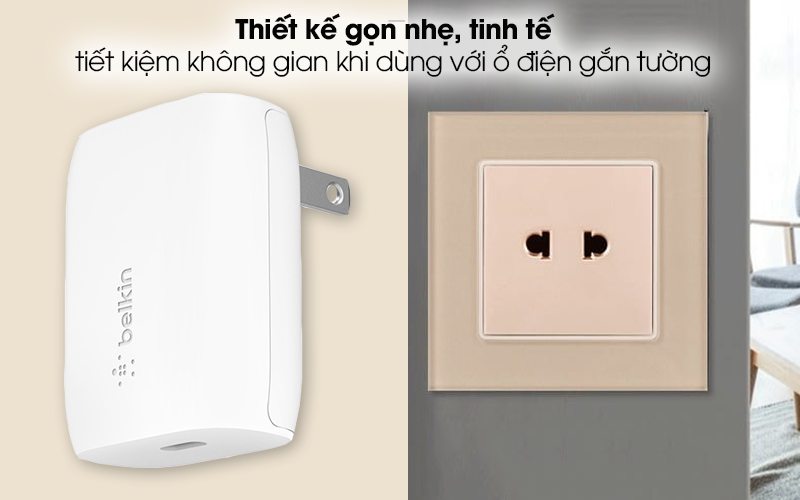 Thiết kế gọn nhẹ, tinh tế
tiết kiệm không gian khi dùng với ổ điện gắn tường
belkin